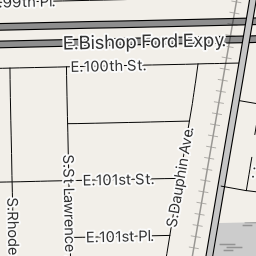 E 99th Pl.
E Bishop Ford Expy.
E. 100th St.
S. Dauphin Ave.
S. St Lawrence
E. 101st St.
S. Rhode
E. 101st Pl.